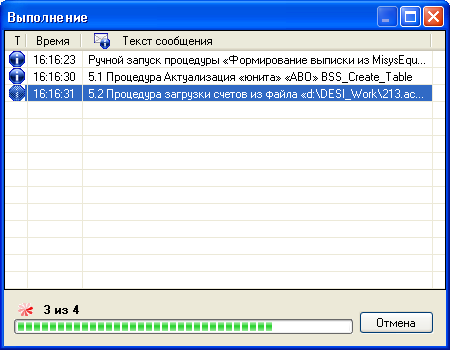 Выполнение
Т Время Текст сообщения
16:16:23 Ручной запуск процедуры «Формирование выписки из MisysEqu...
16:16:30 5.1 Процедура Актуализация «юнита» «ABO» BSS_Create_Table
16:16:31 5.2 Процедура загрузки счетов из файла «d:\DESI_Work\213.ac...
3 из 4
Отмена